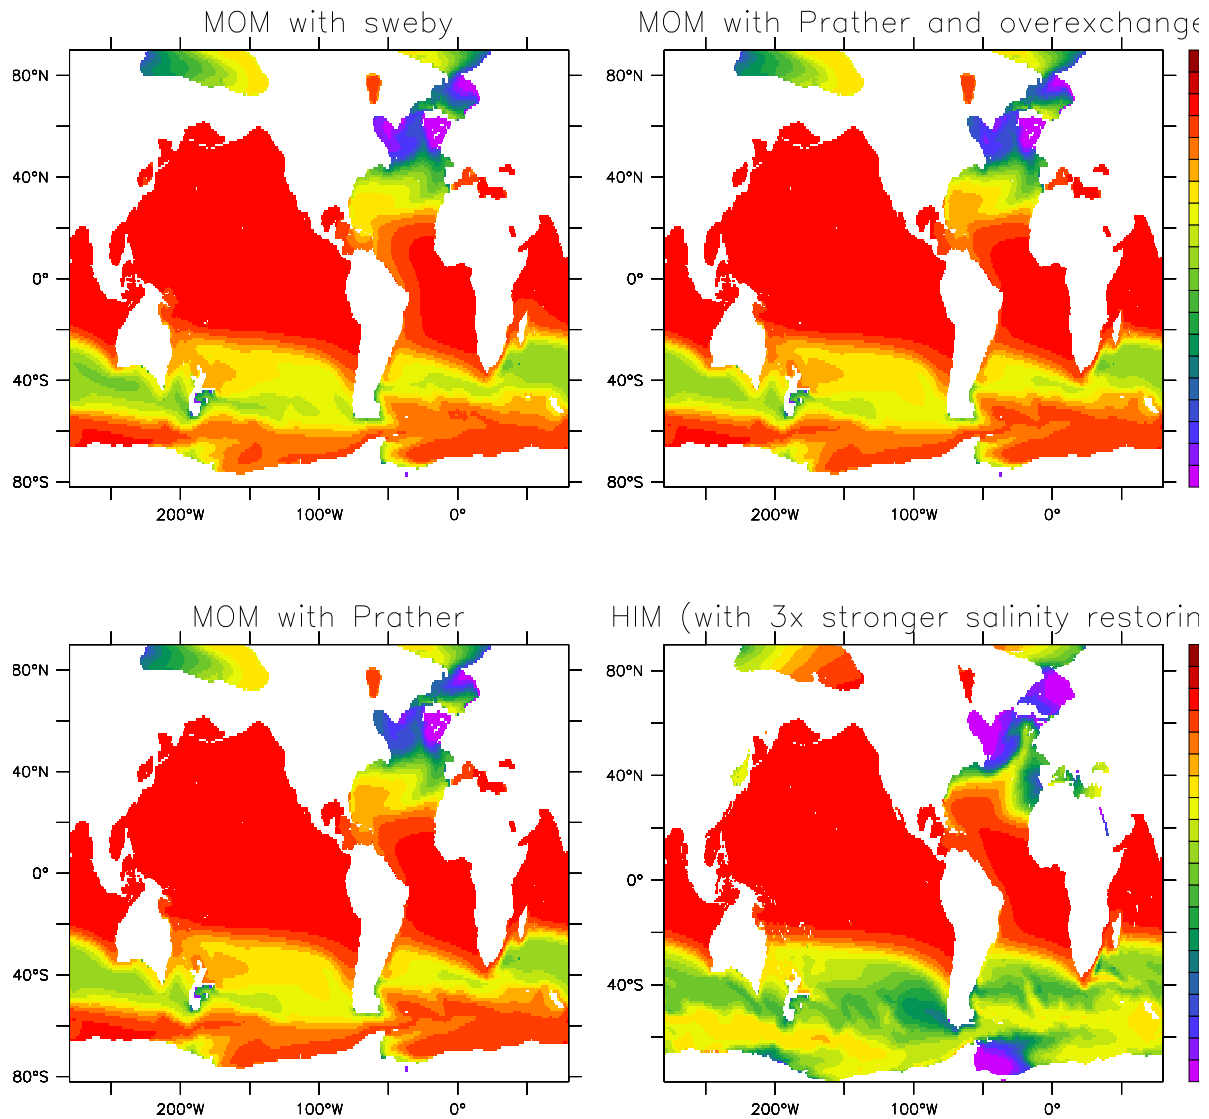 MOM with sweby
80°N
40°N
0°
40°S
80°S
200°W 100°W 0°
MOM with Prather and overexchange
80°N
40°N
0°
40°S
80°S
200°W 100°W 0°
MOM with Prather
80°N
40°N
0°
40°S
80°S
200°W 100°W 0°
HIM (with 3x stronger salinity restorin
80°N
40°N
0°
40°S
200°W 100°W 0°